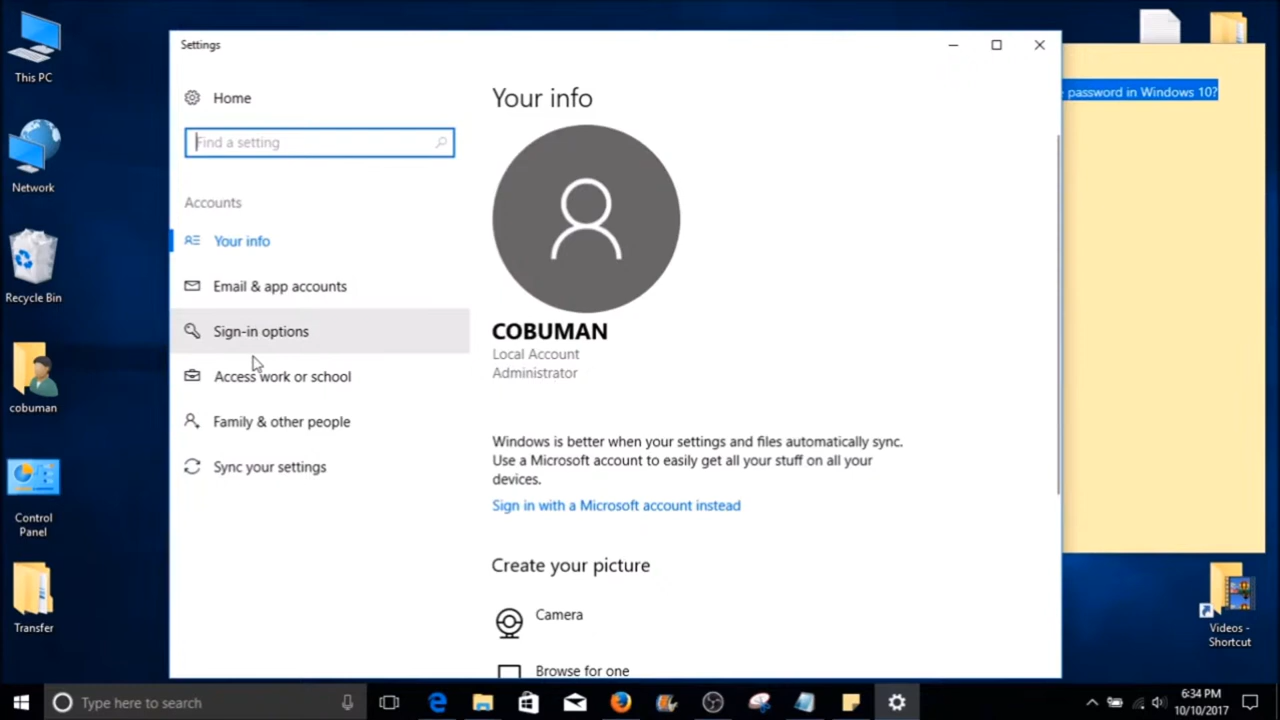 This PC
Network
Recycle Bin
cobuman
Control
Panel
Transfer
Settings
Home
Find a setting
Accounts
Your info
Email & app accounts
Sign-in options
Access work or school
Family & other people
Sync your settings
Your info
COBUMAN
Local Account
Administrator
Windows is better when your settings and files automatically sync.
Use a Microsoft account to easily get all your stuff on all your
devices.
Sign in with a Microsoft account instead
Create your picture
Camera
Browse for one
password in Windows 10?
Videos -
Shortcut
Type here to search
6:34 PM
10/10/2017